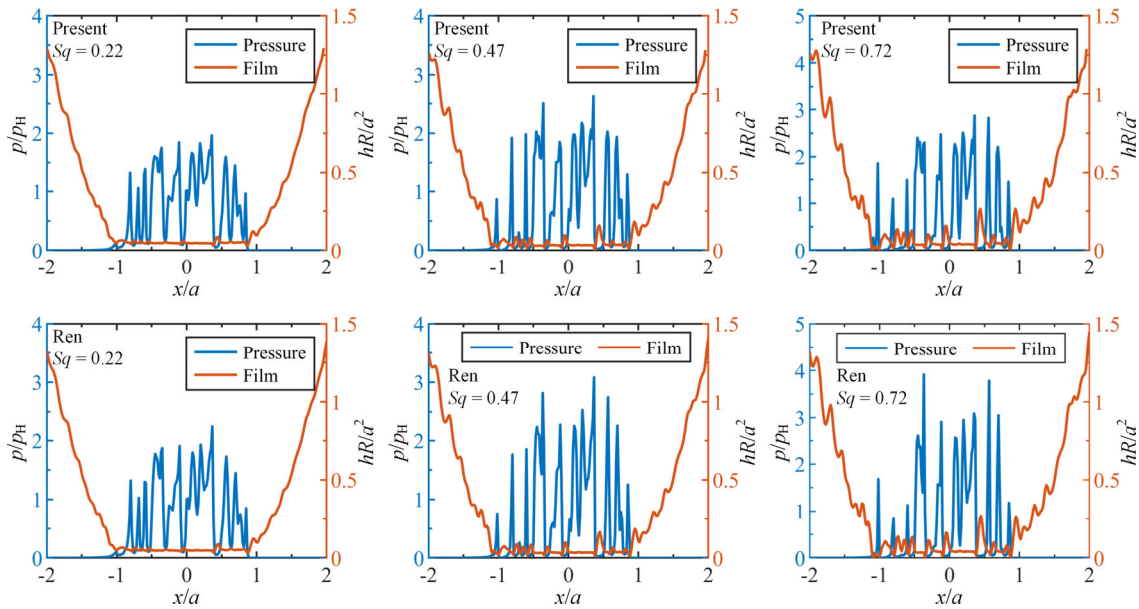 Present
Sq = 0.22
Pressure
Film
p/pH
hR/a²
4
3
2
1
0
1.5
1
0.5
0
-2 -1 0 1 2
x/a
Present
Sq = 0.47
Pressure
Film
p/pH
hR/a²
4
3
2
1
0
1.5
1
0.5
0
-2 -1 0 1 2
x/a
Present
Sq = 0.72
Pressure
Film
p/pH
hR/a²
5
4
3
2
1
0
1.5
1
0.5
0
-2 -1 0 1 2
x/a
Ren
Sq = 0.22
Pressure
Film
p/pH
hR/a²
4
3
2
1
0
1.5
1
0.5
0
-2 -1 0 1 2
x/a
Pressure Film
Ren
Sq = 0.47
p/pH
hR/a²
4
3
2
1
0
1.5
1
0.5
0
-2 -1 0 1 2
x/a
Pressure Film
Ren
Sq = 0.72
p/pH
hR/a²
5
4
3
2
1
0
1.5
1
0.5
0
-2 -1 0 1 2
x/a